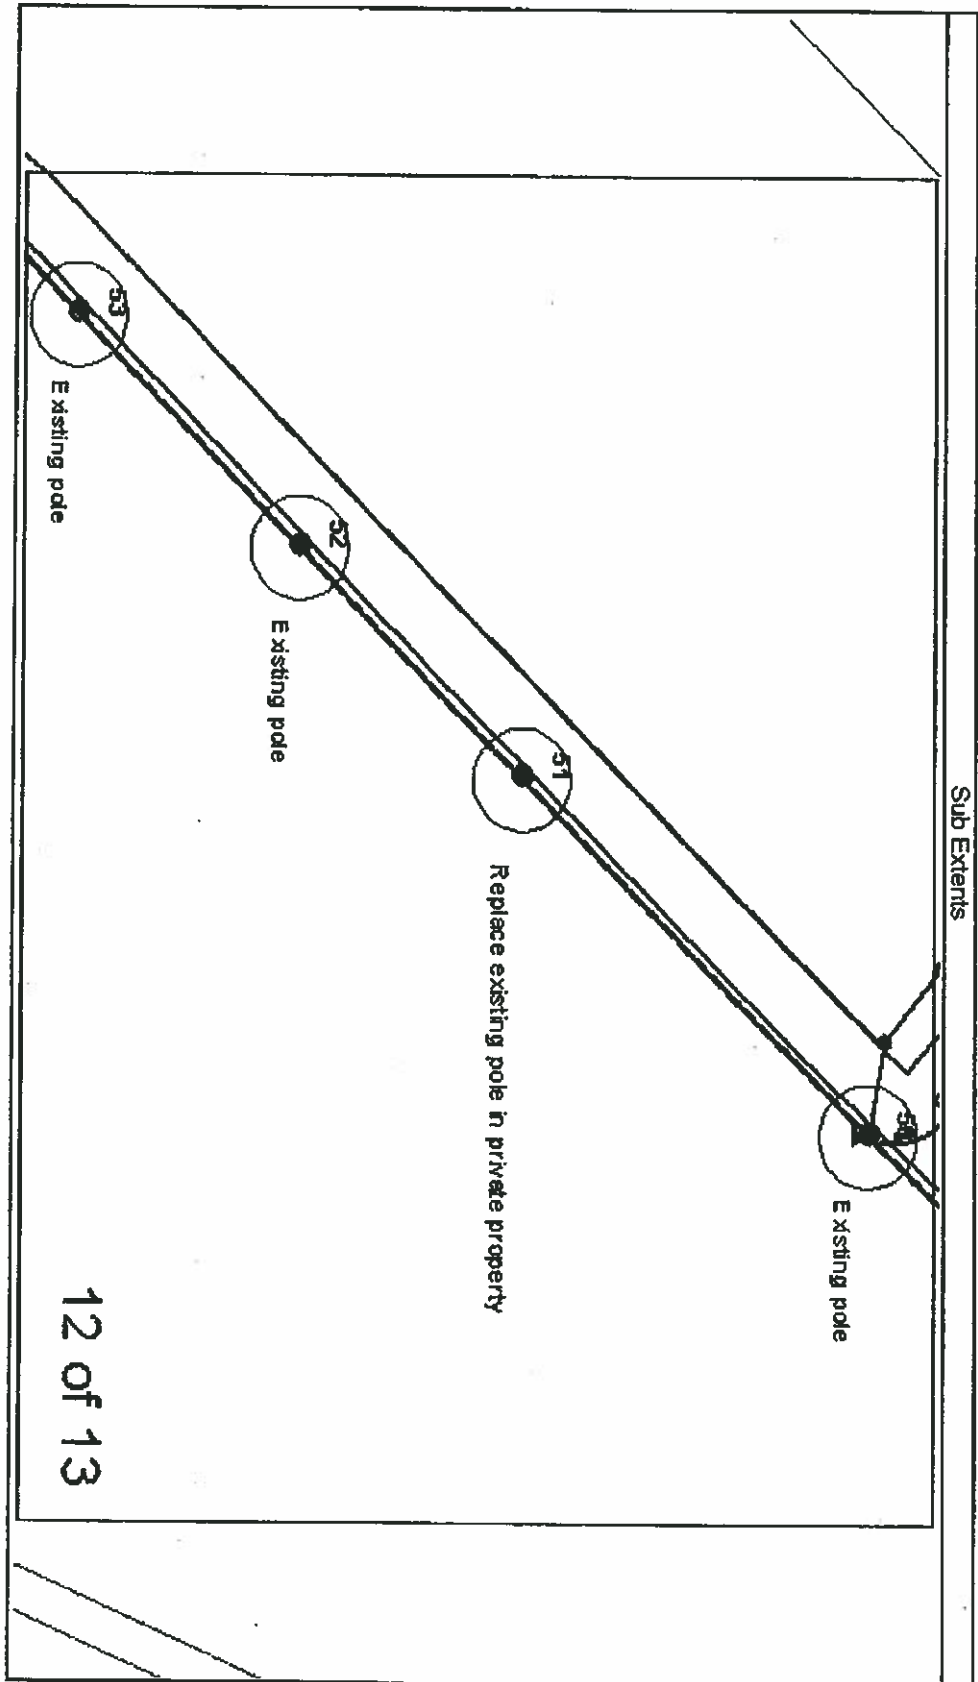 Sub Extents
Existing pole
51
Replace existing pole in private property
52
Existing pole
53
Existing pole
12 of 13